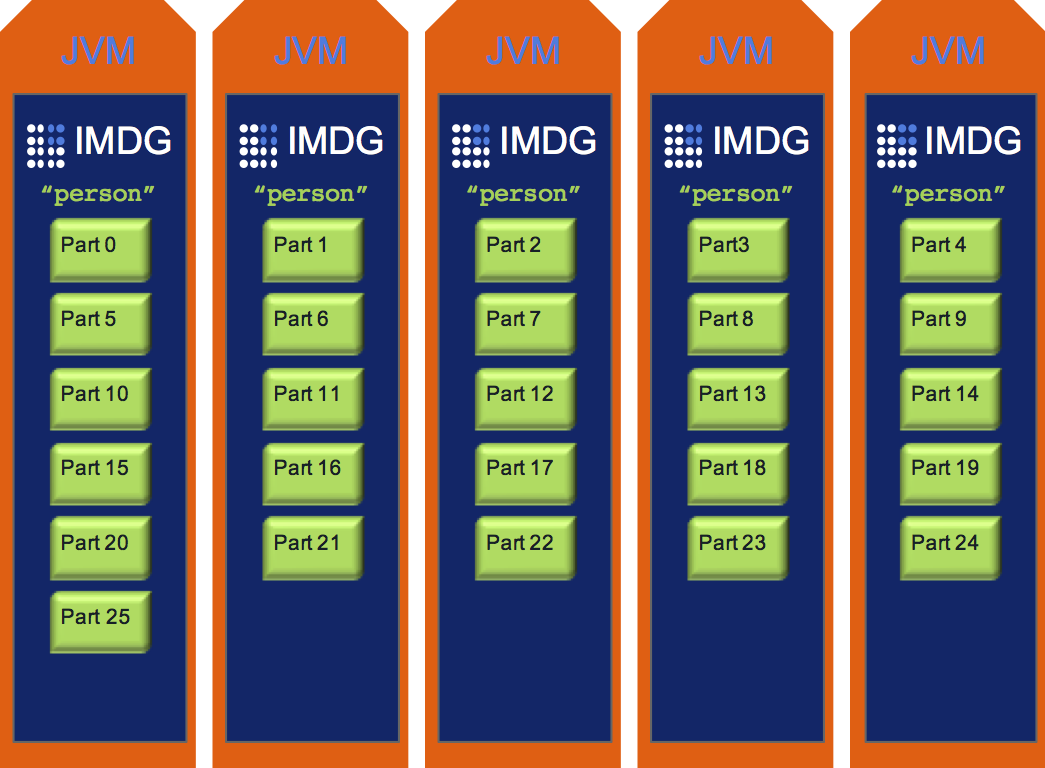 JVM JVM JVM JVM JVM
IMDG IMDG IMDG IMDG IMDG
“person” “person” “person” “person” “person”
Part 0 Part 1 Part 2 Part3 Part 4
Part 5 Part 6 Part 7 Part 8 Part 9
Part 10 Part 11 Part 12 Part 13 Part 14
Part 15 Part 16 Part 17 Part 18 Part 19
Part 20 Part 21 Part 22 Part 23 Part 24
Part 25